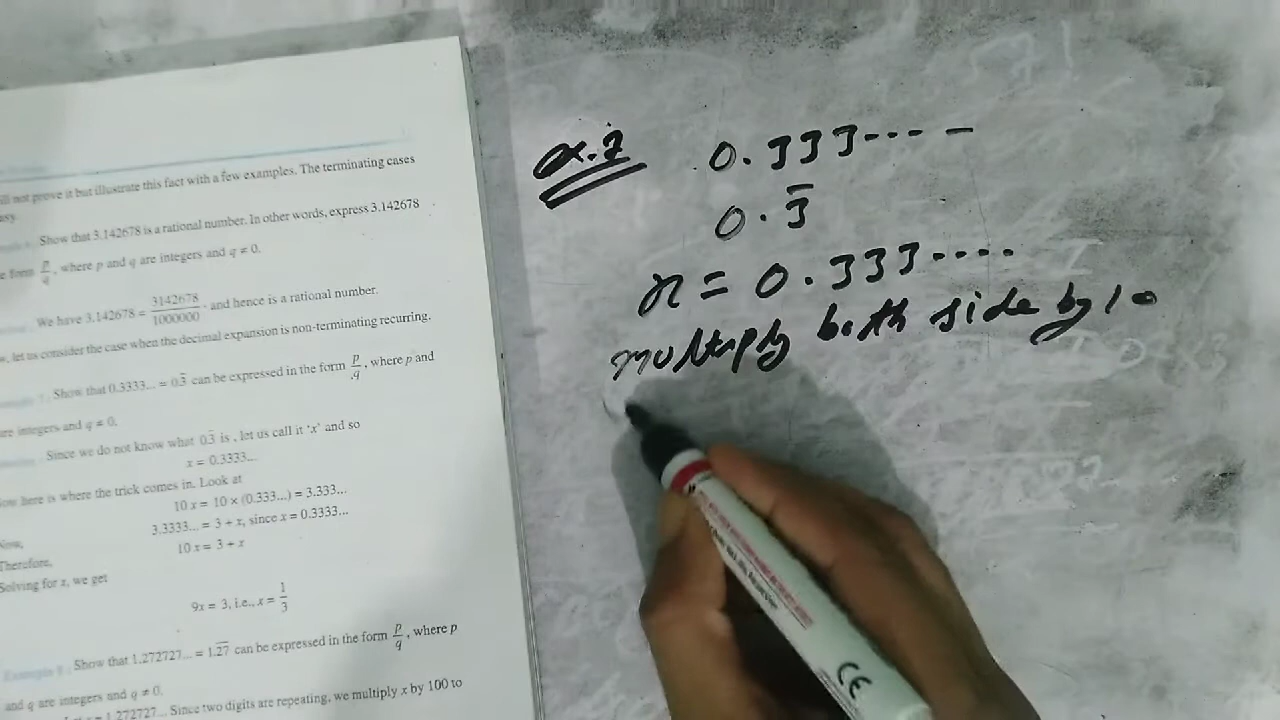 ill not prove it but illustrate this fact with a few examples. The terminating cases
asy.
Show that 3.142678 is a rational number. In other words, express 3.142678
form p/q, where p and q are integers and q ≠ 0.
We have 3.142678 = 3142678/1000000, and hence is a rational number.
, let us consider the case when the decimal expansion is non-terminating recurring.
Show that 0.3333... = 0.3̅ can be expressed in the form p/q, where p and
are integers and q ≠ 0.
Since we do not know what 0.3̅ is, let us call it 'x' and so
x = 0.3333...
here is where the trick comes in. Look at
10 x = 10 × (0.333...) = 3.333...
Now,
3.3333... = 3 + x, since x = 0.3333...
Therefore,
10 x = 3 + x
Solving for x, we get
9x = 3, i.e., x = 1/3
Example 8 : Show that 1.272727... = 1.2̅7̅ can be expressed in the form p/q, where p
and q are integers and q ≠ 0.
x = 1.272727... Since two digits are repeating, we multiply x by 100 to
0.333.... –
0.3̅
x = 0.333....
multiply both side by 10
CE